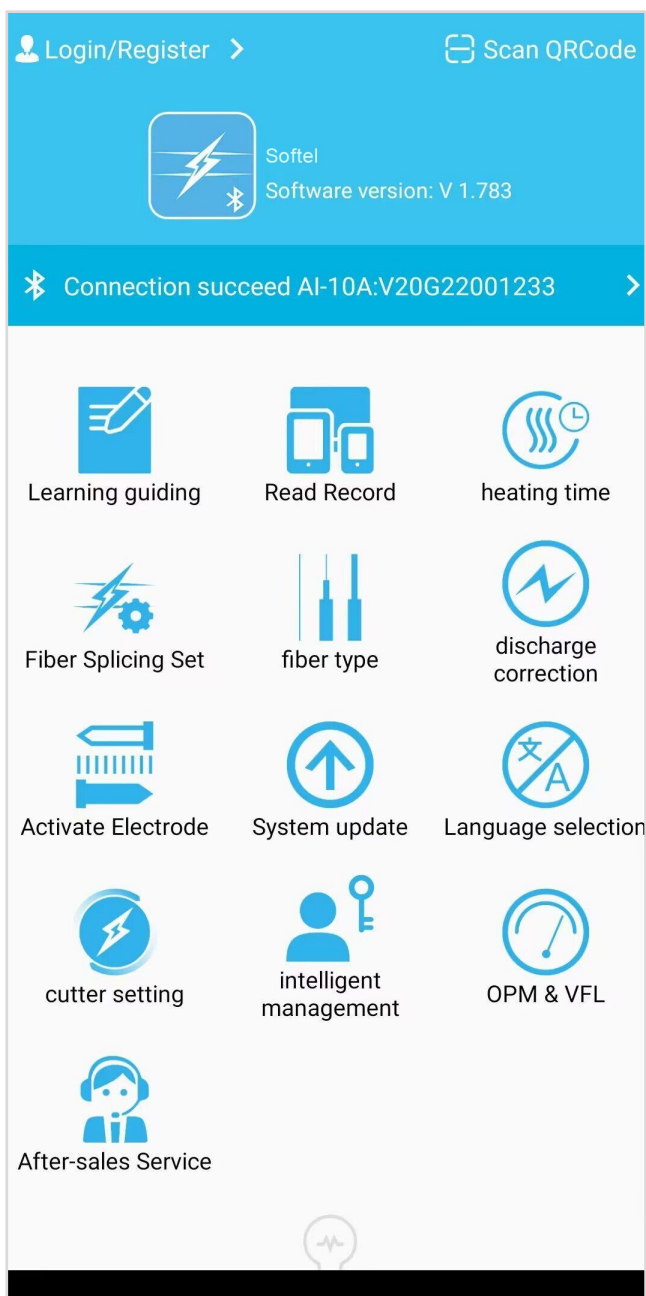 Login/Register
Scan QRCode
Softel
Software version: V 1.783
Connection succeed AI-10A:V20G22001233
Learning guiding
Read Record
heating time
Fiber Splicing Set
fiber type
discharge
correction
Activate Electrode
System update
文
A
Language selection
cutter setting
intelligent
management
OPM & VFL
After-sales Service